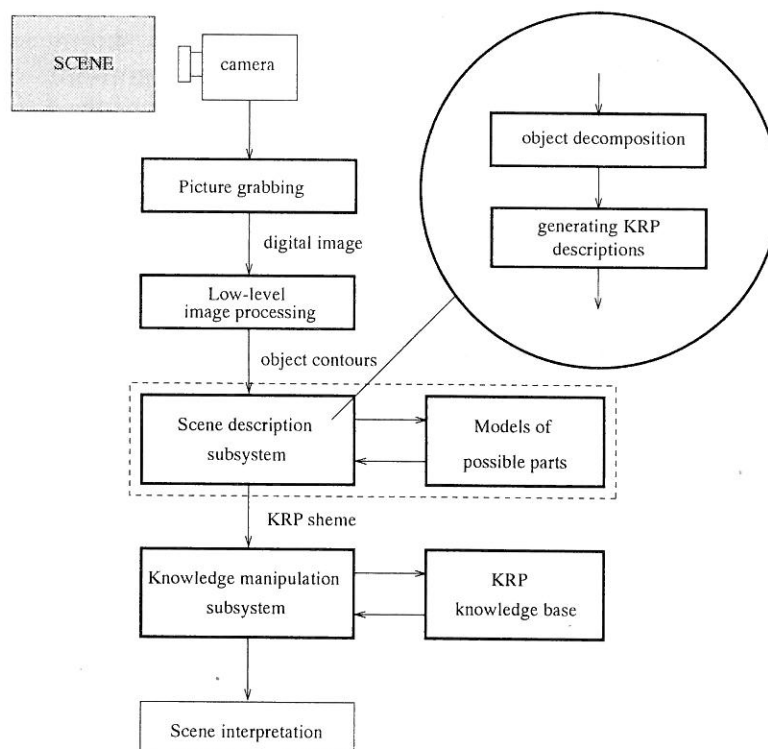 SCENE
camera
Picture grabbing
digital image
Low-level
image processing
object contours
Scene description
subsystem
Models of
possible parts
KRP sheme
Knowledge manipulation
subsystem
KRP
knowledge base
Scene interpretation
object decomposition
generating KRP
descriptions